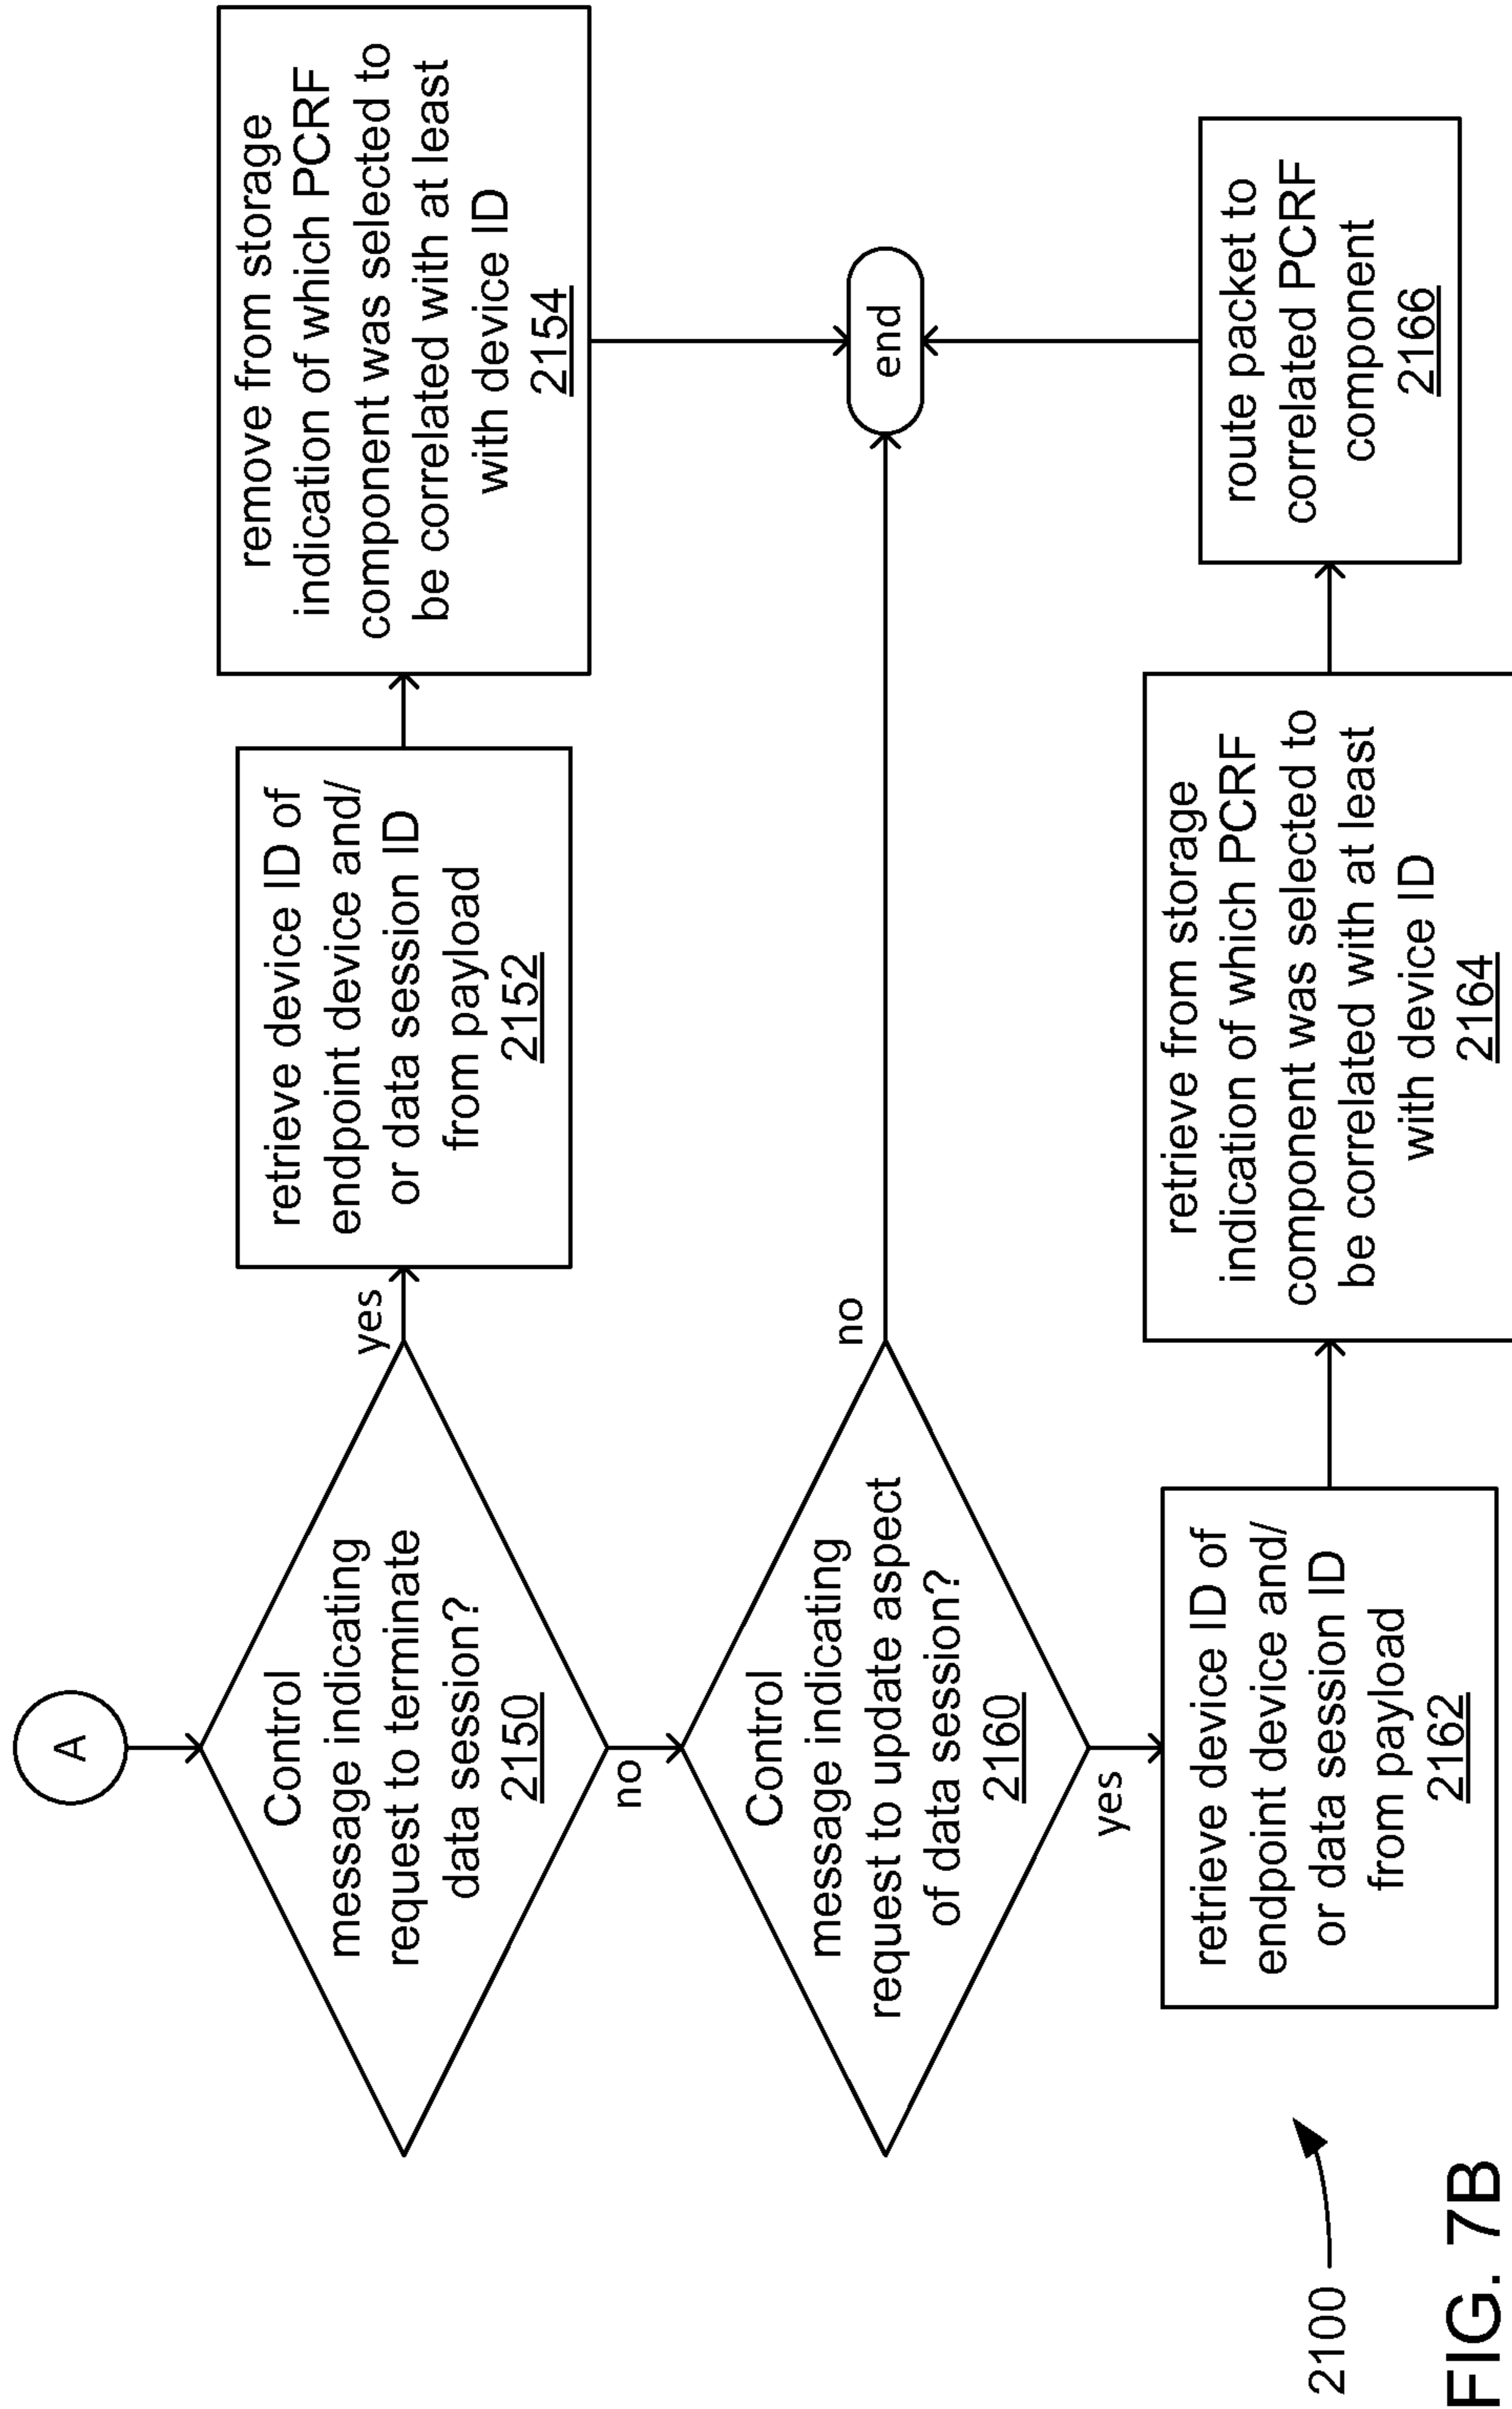 A
Control
message indicating
request to terminate
data session?
2150
yes
retrieve device ID of
endpoint device and/
or data session ID
from payload
2152
remove from storage
indication of which PCRF
component was selected to
be correlated with at least
with device ID
2154
no
Control
message indicating
request to update aspect
of data session?
2160
no
end
yes
retrieve device ID of
endpoint device and/
or data session ID
from payload
2162
retrieve from storage
indication of which PCRF
component was selected to
be correlated with at least
with device ID
2164
route packet to
correlated PCRF
component
2166
2100
FIG. 7B